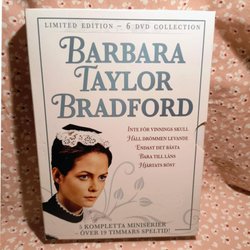 LIMITED EDITION – 6 DVD COLLECTION
BARBARA
TAYLOR
BRADFORD
INTE FÖR VINNINGS SKULL
HÅLL DRÖMMEN LEVANDE
ENDAST DET BÄSTA
BARA TILL LÅNS
HJÄRTATS RÖST
5 KOMPLETTA MINISERIER
– ÖVER 19 TIMMARS SPELTID!